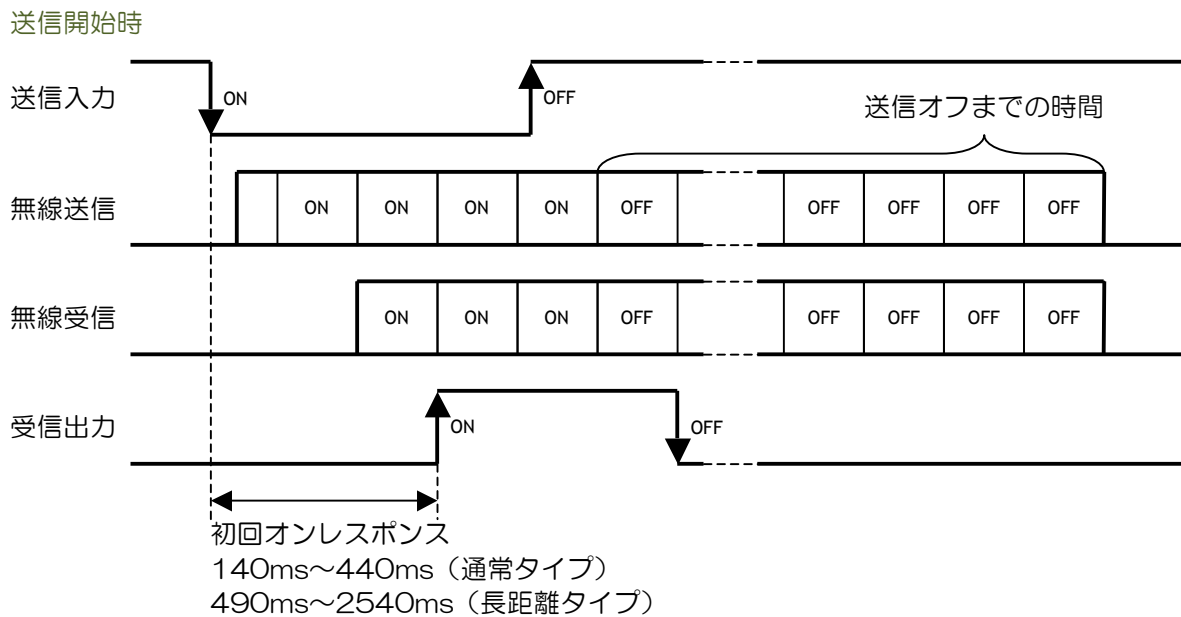 送信開始時
送信入力
ON
OFF
送信オフまでの時間
無線送信
ON ON ON ON OFF OFF OFF OFF OFF
無線受信
ON ON ON OFF OFF OFF OFF OFF
受信出力
ON
OFF
初回オンレスポンス
140ms～440ms（通常タイプ）
490ms～2540ms（長距離タイプ）